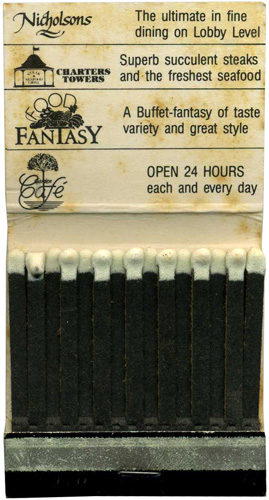 Nicholsons
The ultimate in fine
dining on Lobby Level
CHARTERS
TOWERS
Superb succulent steaks
and the freshest seafood
FOOD
FANTASY
A Buffet-fantasy of taste
variety and great style
Café
OPEN 24 HOURS
each and every day